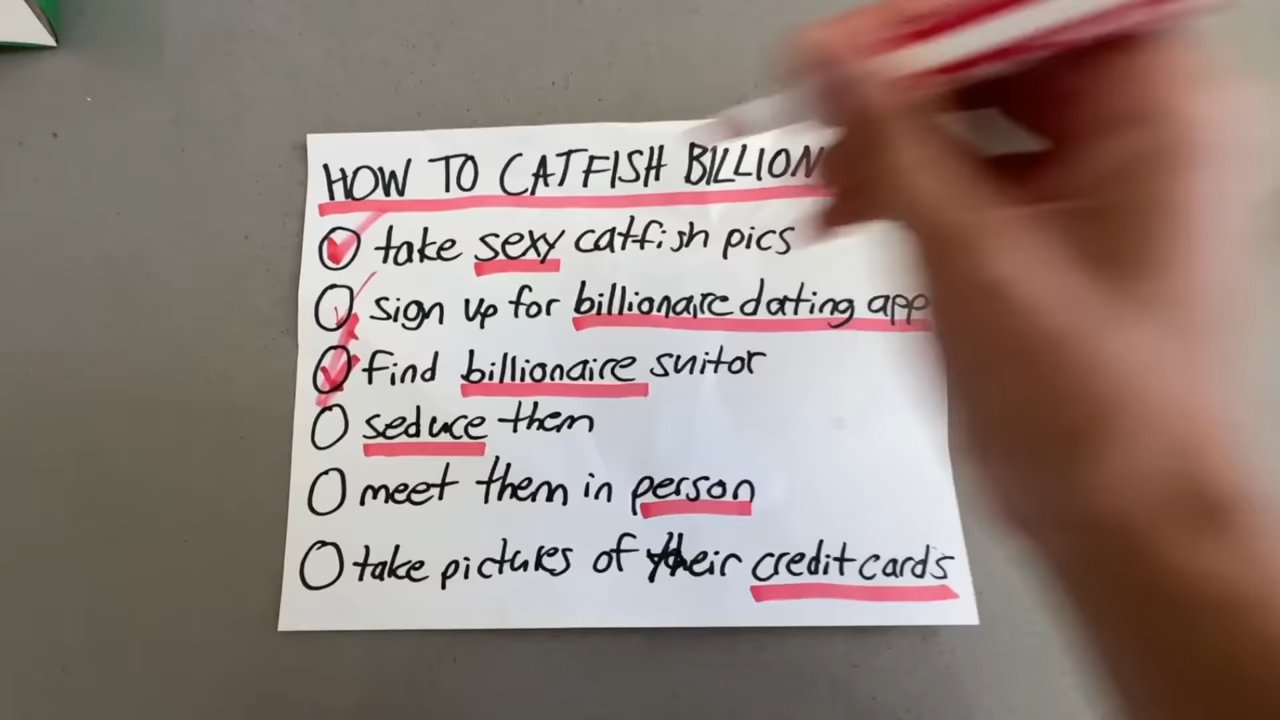 HOW TO CATFISH
take sexy catfish pics
sign up for billionaire dating app
find billionaire suitor
seduce them
meet them in person
take pictures of their credit cards